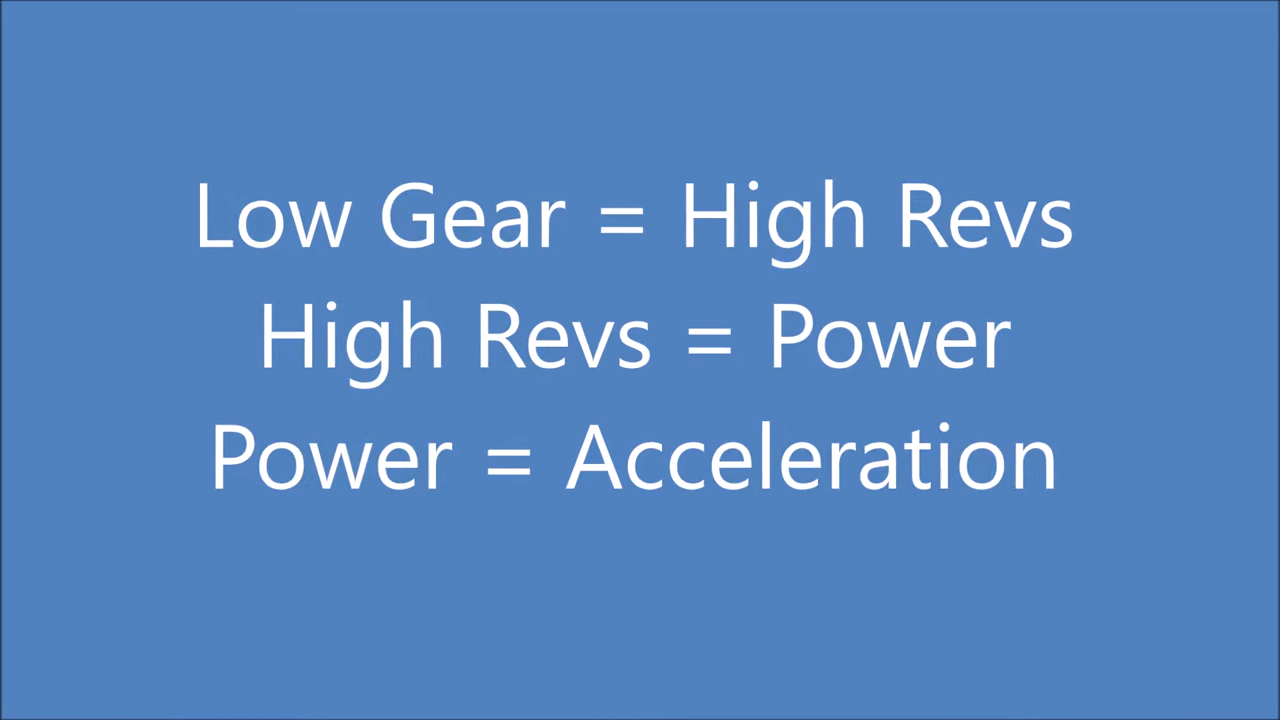 Low Gear = High Revs
High Revs = Power
Power = Acceleration